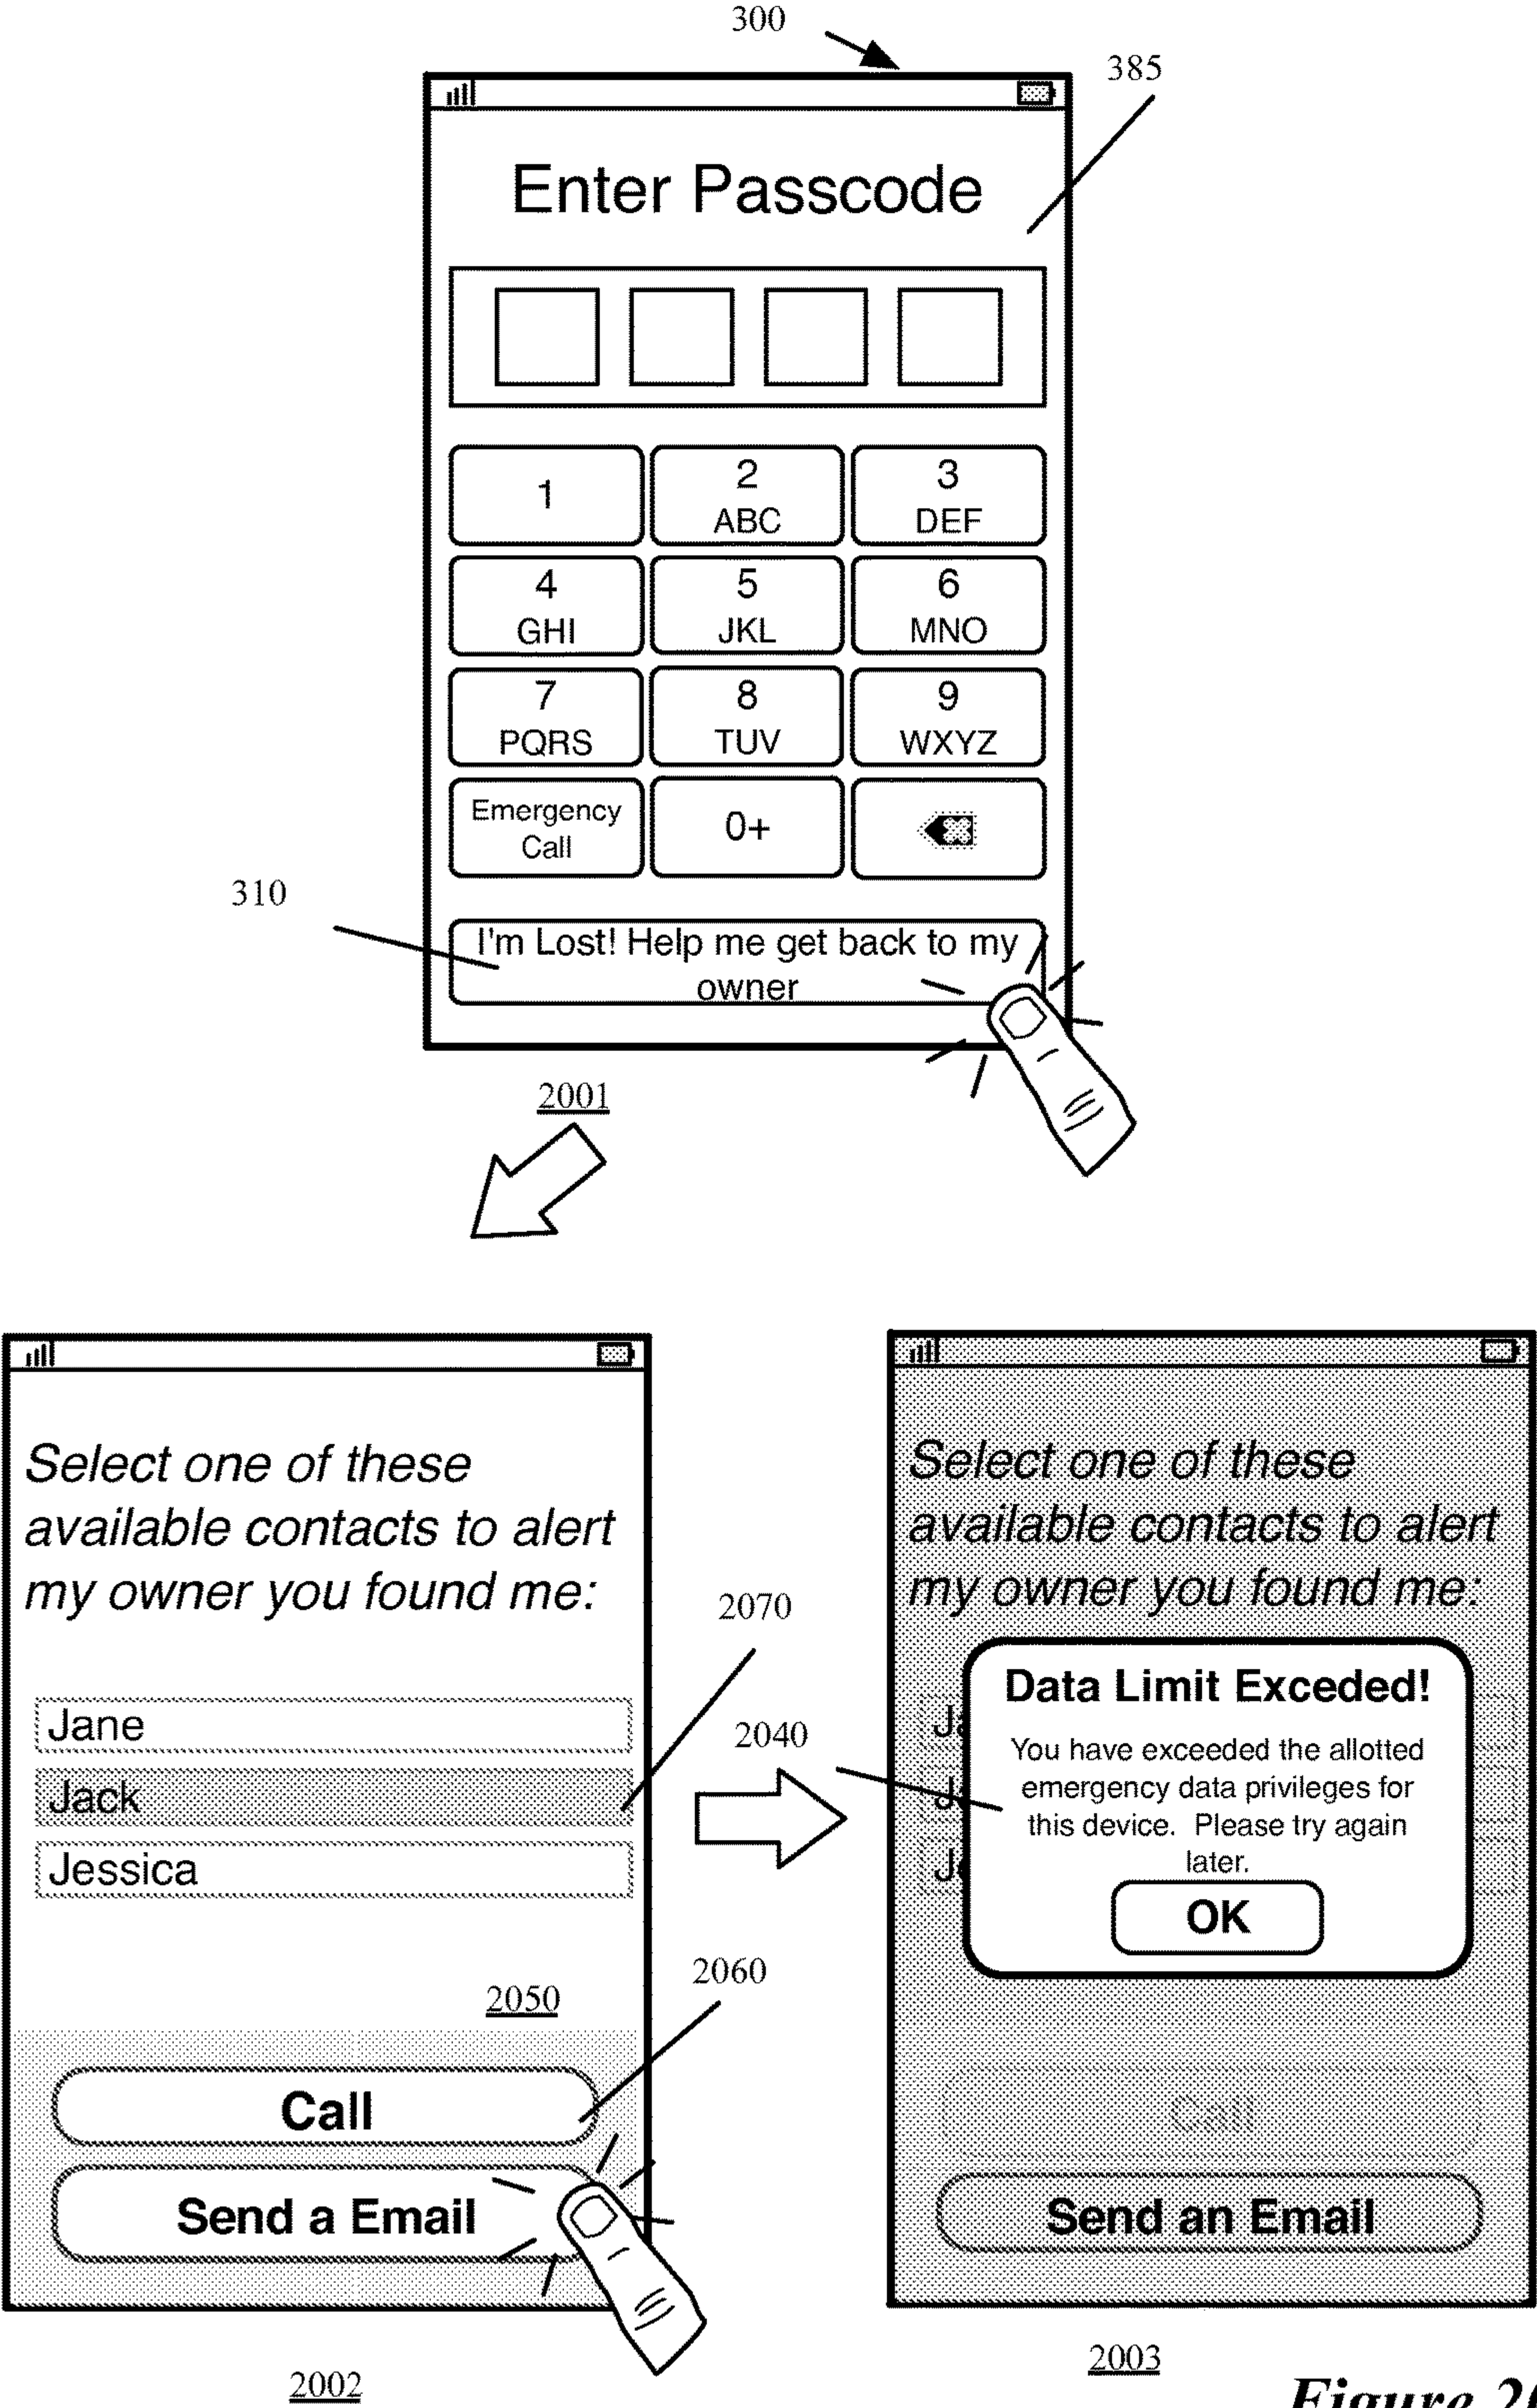 300
385
Enter Passcode
1
2
ABC
3
DEF
4
GHI
5
JKL
6
MNO
7
PQRS
8
TUV
9
WXYZ
Emergency
Call
0+
310
I'm Lost! Help me get back to my
owner
2001
Select one of these
available contacts to alert
my owner you found me:
Jane
Jack
Jessica
2070
2050
2060
Call
Send a Email
2002
Select one of these
available contacts to alert
my owner you found me:
2040
Data Limit Exceded!
You have exceeded the allotted
emergency data privileges for
this device. Please try again
later.
OK
Call
Send an Email
2003
Figure